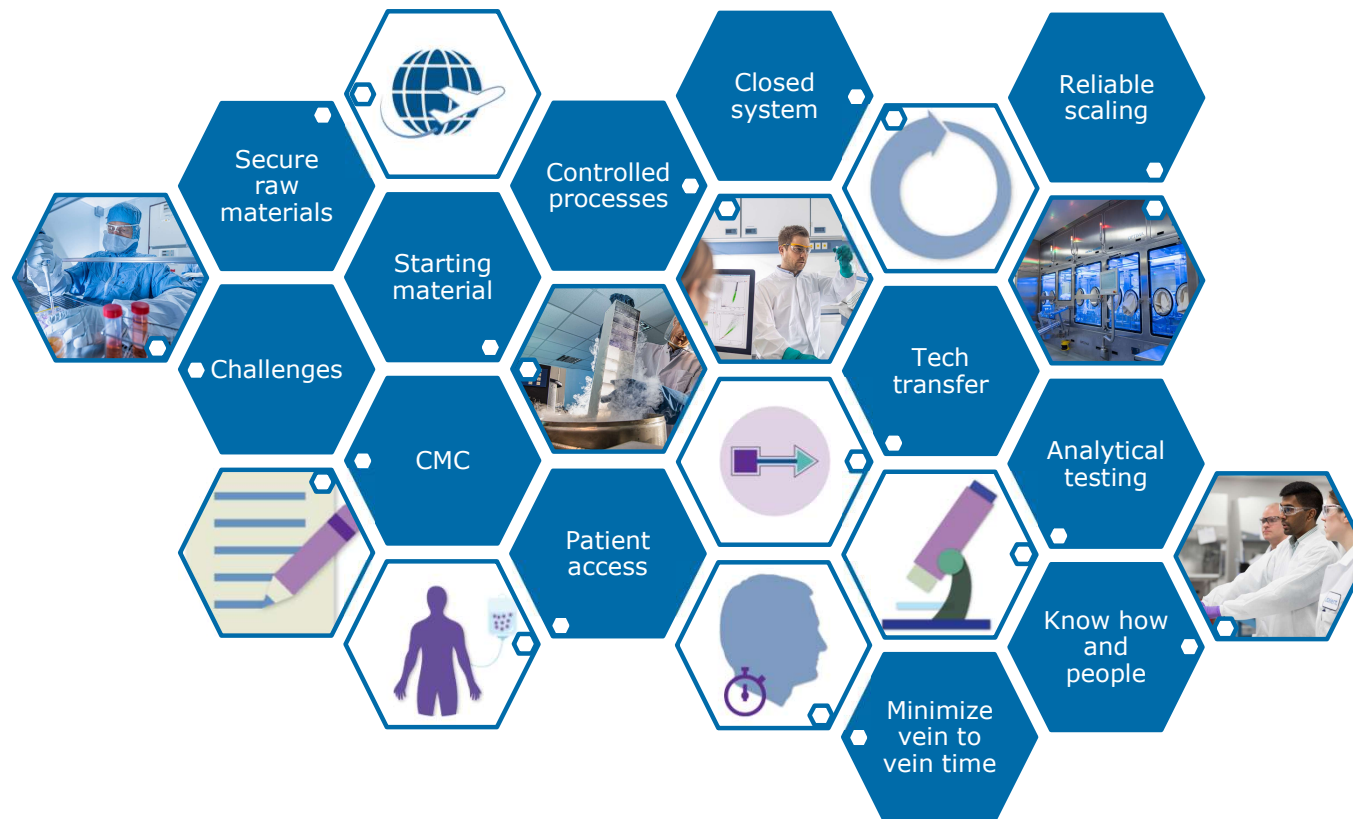 Closed
system
Reliable
scaling
Secure
raw
materials
Controlled
processes
Starting
material
Challenges
Tech
transfer
CMC
Analytical
testing
Patient
access
Know how
and
people
Minimize
vein to
vein time